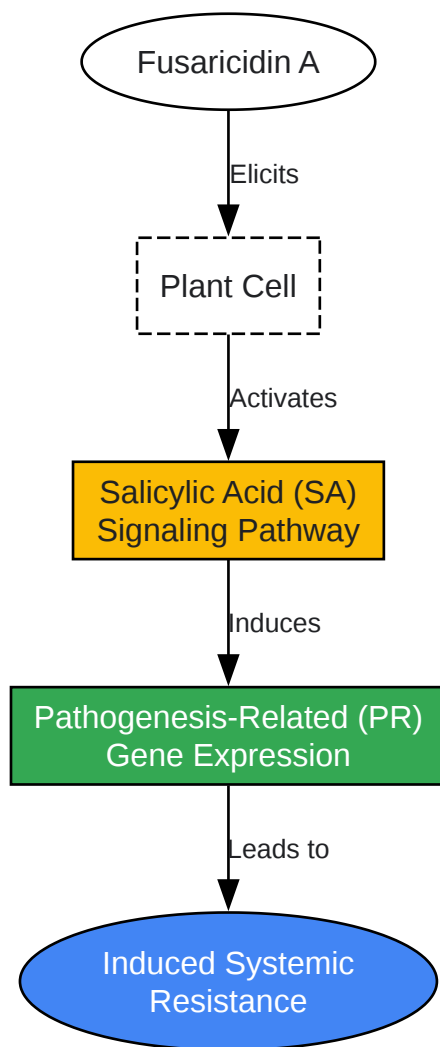 Fusaricidin A
Elicits
Plant Cell
Activates
Salicylic Acid (SA)
Signaling Pathway
Induces
Pathogenesis-Related (PR)
Gene Expression
Leads to
Induced Systemic
Resistance